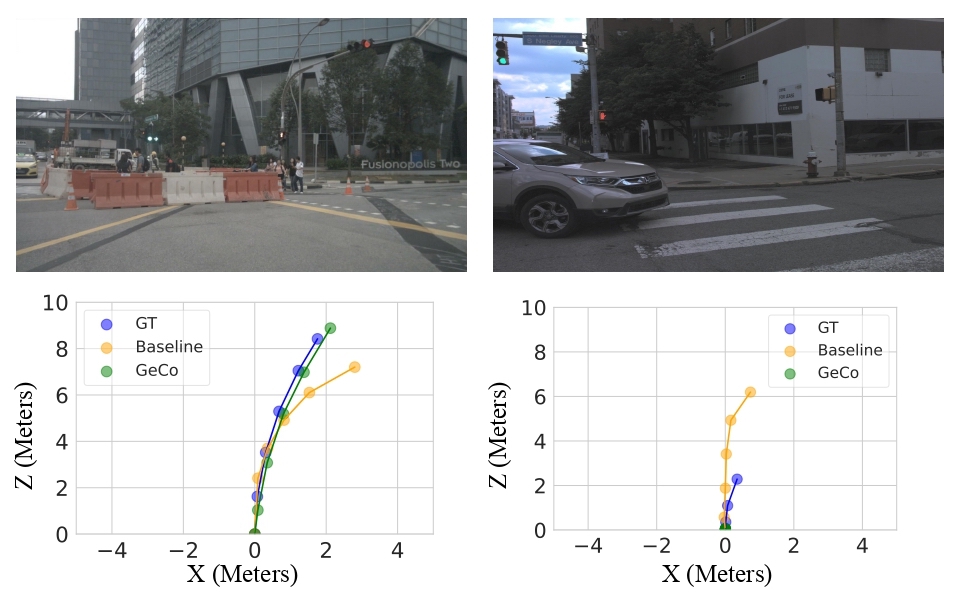 Fusionopolis Two
10
8
6
4
2
0
−4
−2
0
2
4
Z (Meters)
X (Meters)
GT
Baseline
GeCo
10
8
6
4
2
0
−4
−2
0
2
4
Z (Meters)
X (Meters)
GT
Baseline
GeCo